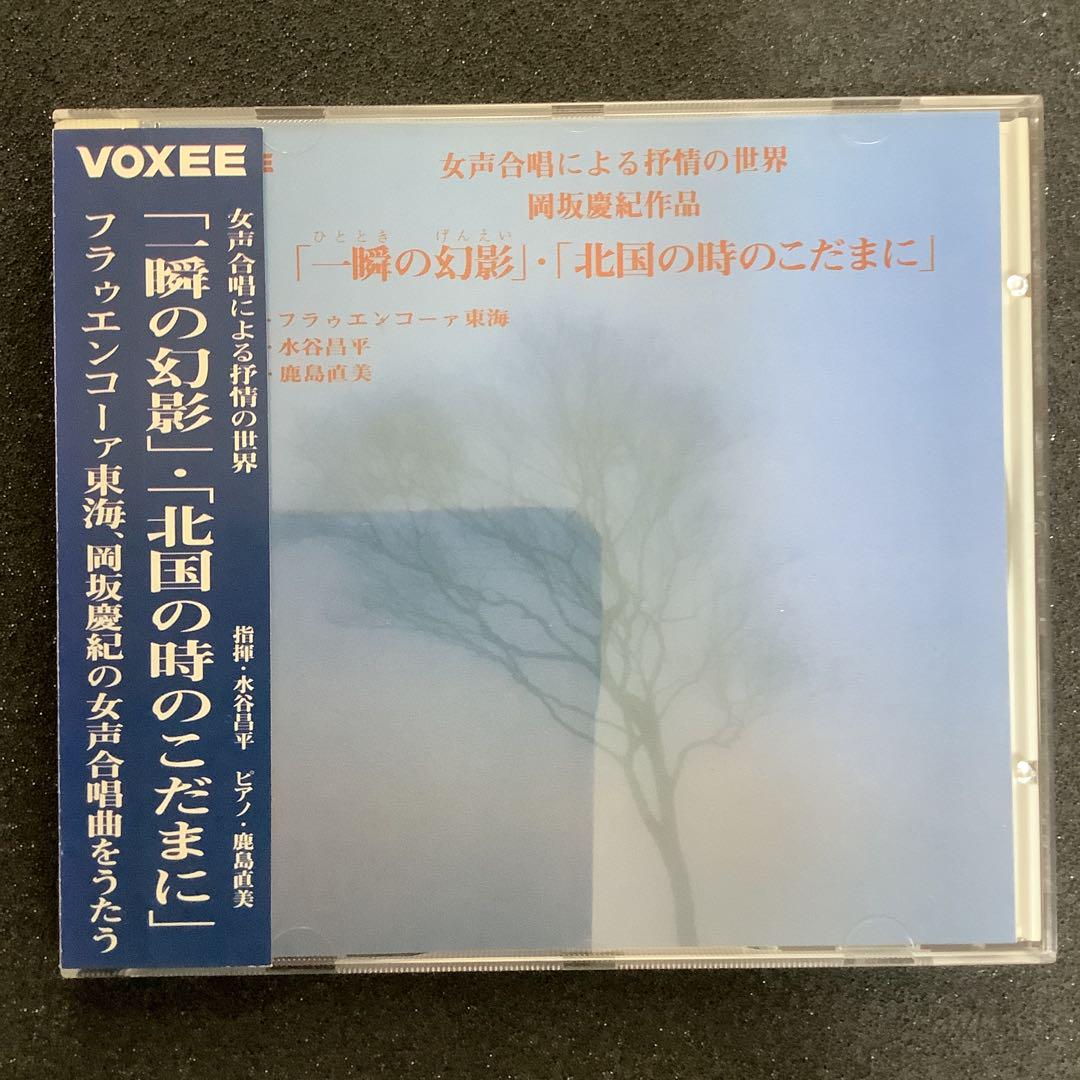 VOXEE
女声合唱による抒情の世界
「一瞬の幻影」・「北国の時のこだまに」
フラゥエンコーァ東海、岡坂慶紀の女声合唱曲をうたう
指揮・水谷昌平 ピアノ・鹿島直美
E
女声合唱による抒情の世界
岡坂慶紀作品
ひととき げんえい
「一瞬の幻影」・「北国の時のこだまに」
・フラゥエンコーァ東海
・水谷昌平
・鹿島直美